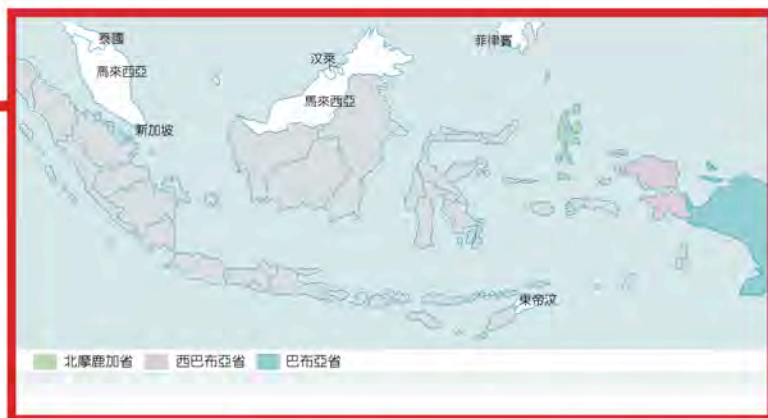 泰國
菲律賓
汶萊
馬來西亞
馬來西亞
新加坡
東帝汶
北摩鹿加省 西巴布亞省 巴布亞省